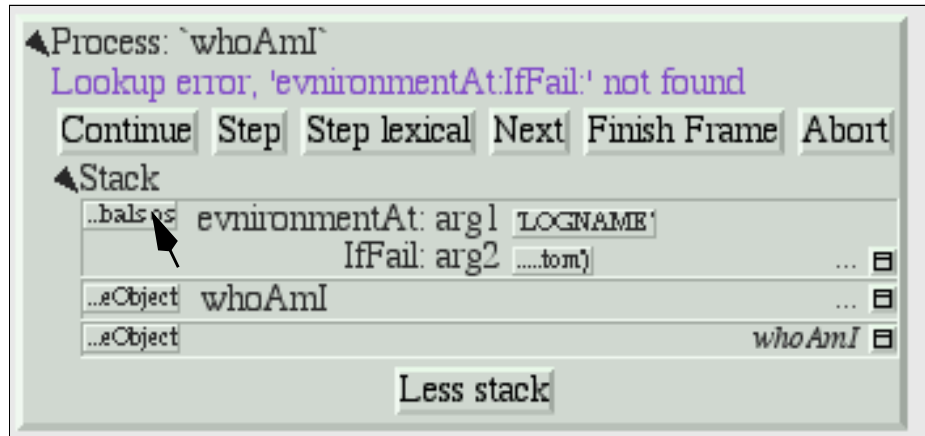 Process: `whoAmI`
Lookup error, 'evnironmentAt:IfFail:' not found
Continue Step Step lexical Next Finish Frame Abort
Stack
evnironmentAt: arg1 'LOGNAME'
IfFail: arg2 .....tom') ...
...eObject whoAmI ...
...eObject whoAmI
Less stack